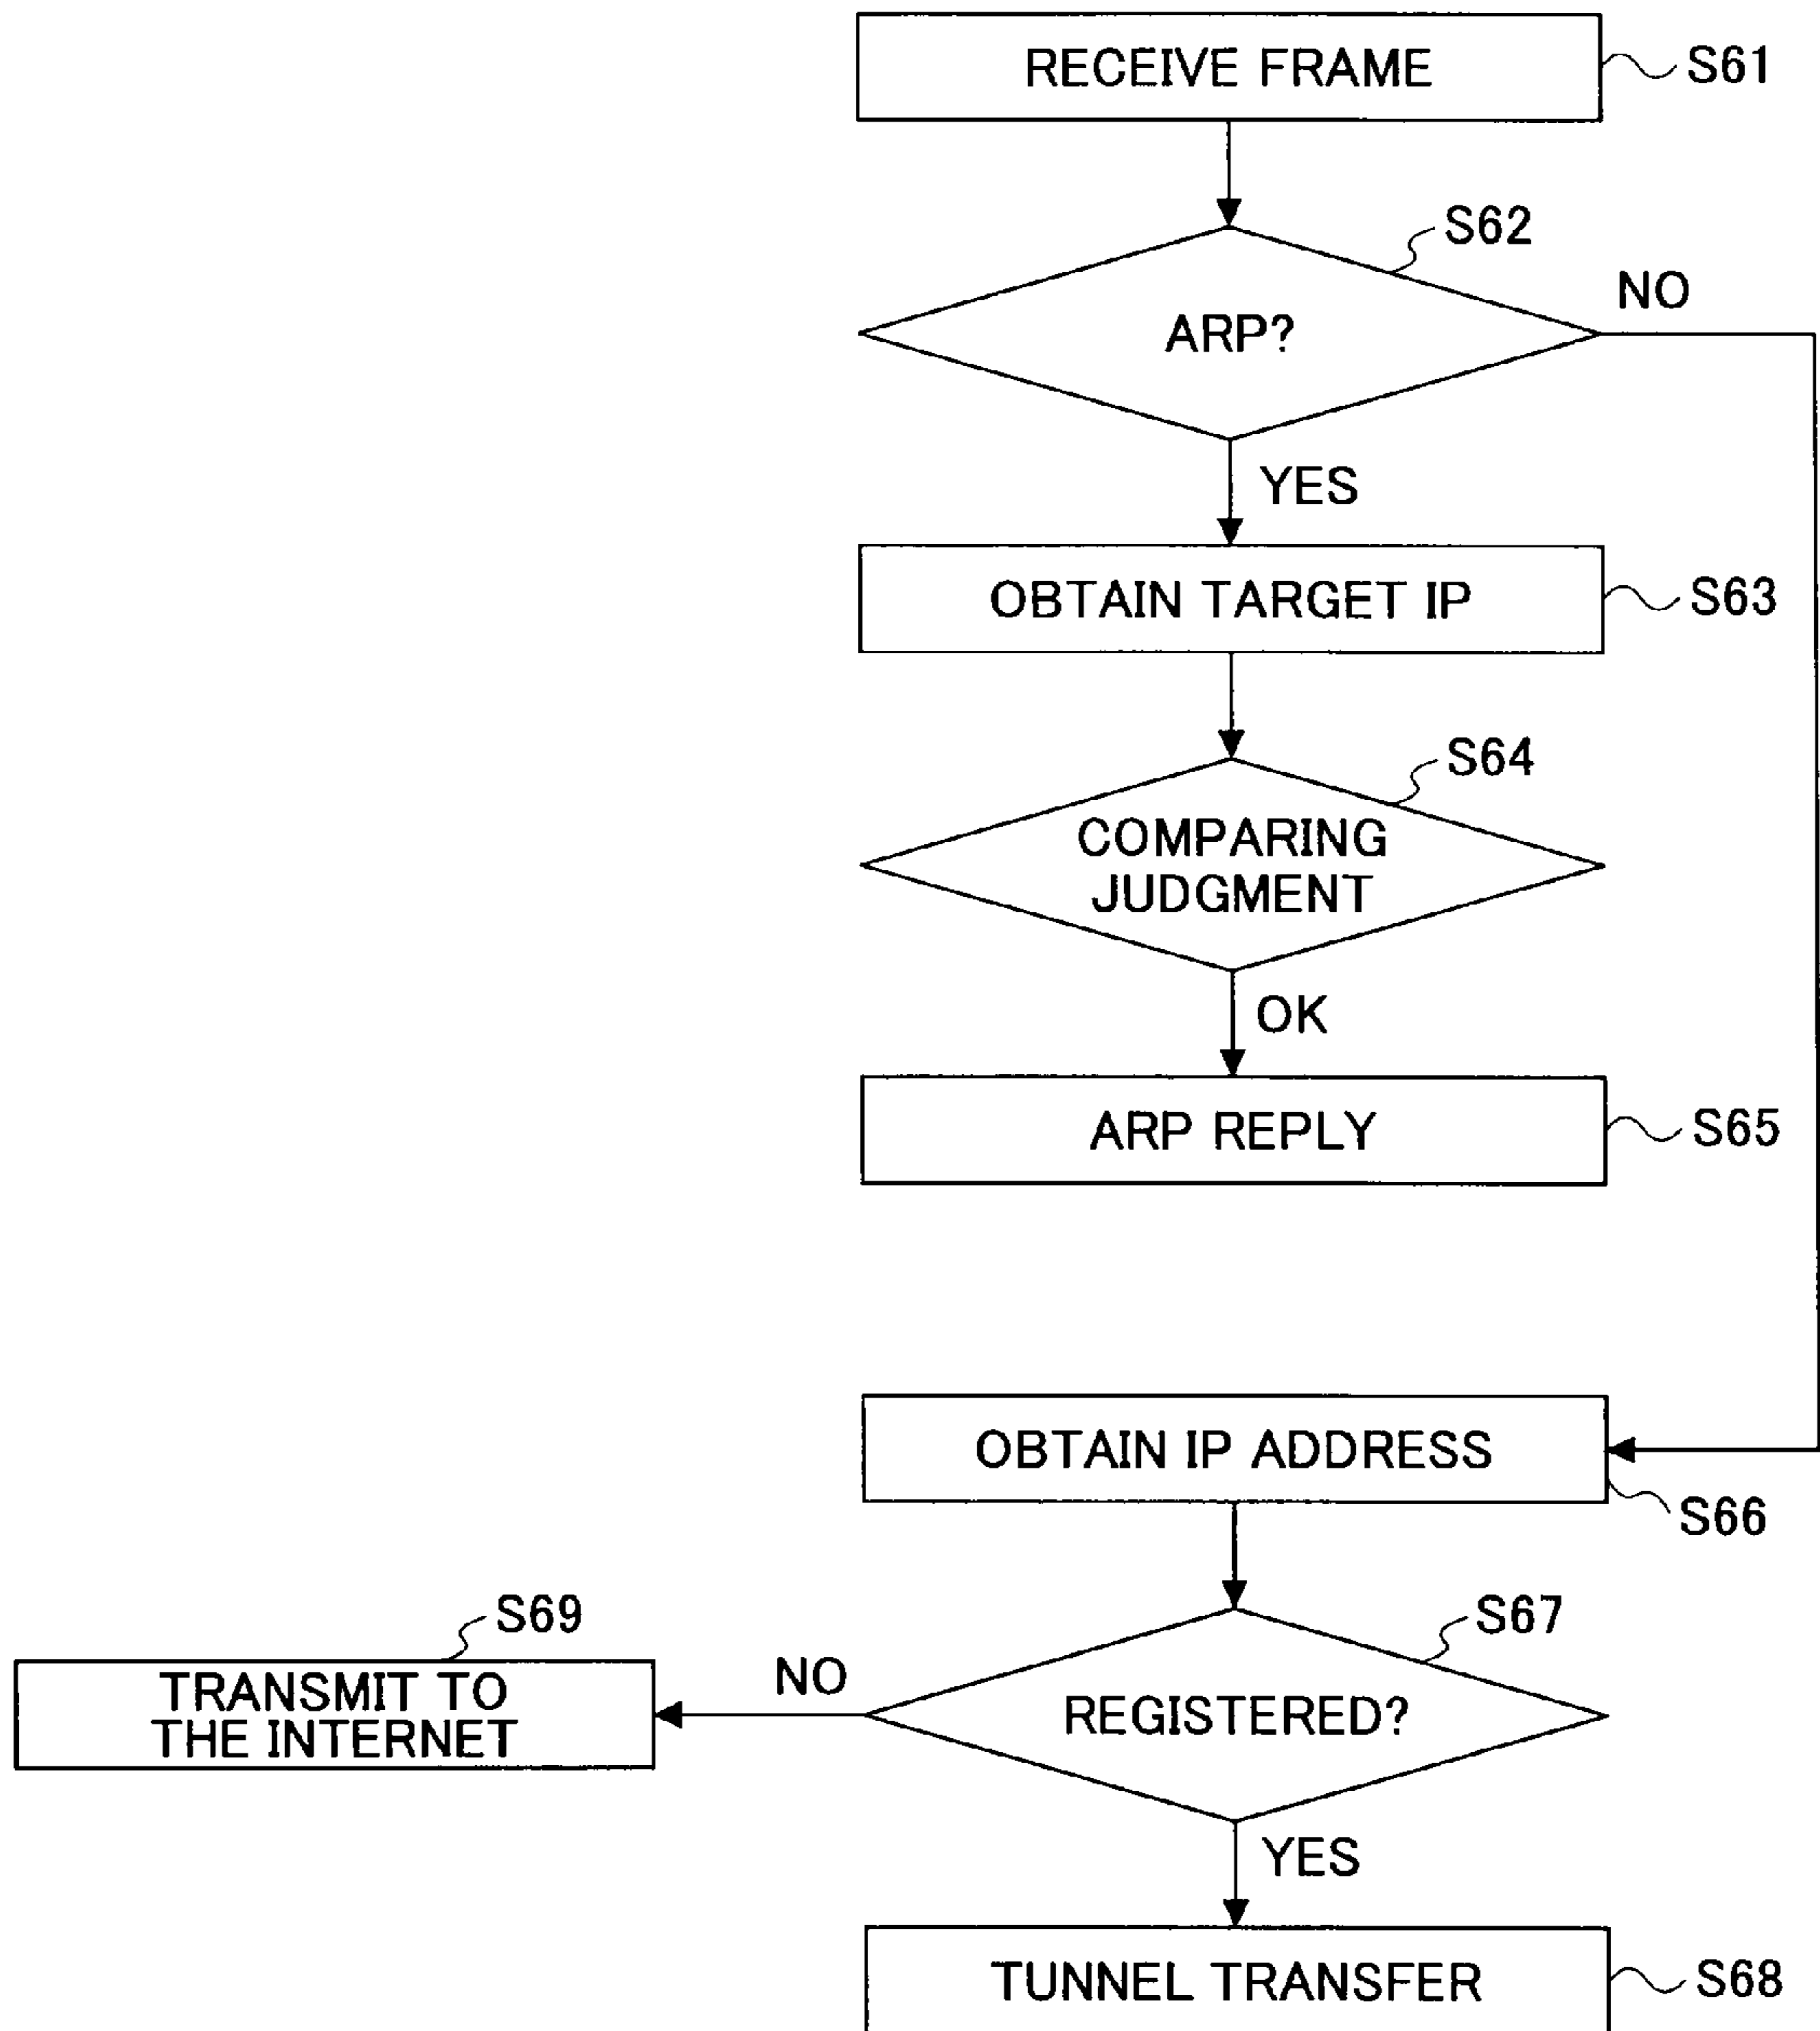 RECEIVE FRAME
S61
S62
ARP?
NO
YES
OBTAIN TARGET IP
S63
S64
COMPARING
JUDGMENT
OK
ARP REPLY
S65
OBTAIN IP ADDRESS
S66
S67
REGISTERED?
NO
S69
TRANSMIT TO
THE INTERNET
YES
TUNNEL TRANSFER
S68